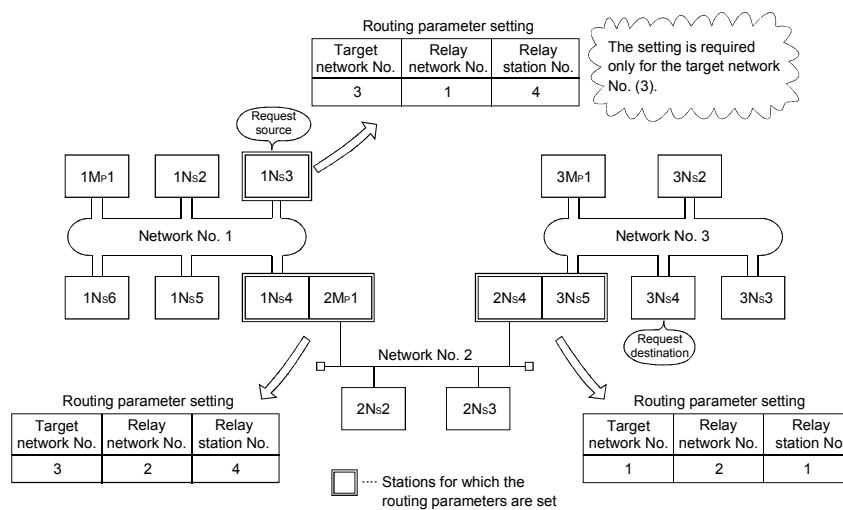 Routing parameter setting
Target network No.
Relay network No.
Relay station No.
3
1
4
The setting is required
only for the target network
No. (3).
Request
source
1MP1
1NS2
1NS3
3MP1
3NS2
Network No. 1
Network No. 3
1NS6
1NS5
1NS4
2MP1
2NS4
3NS5
3NS4
3NS3
Request
destination
Network No. 2
2NS2
2NS3
Routing parameter setting
Target network No.
Relay network No.
Relay station No.
3
2
4
Routing parameter setting
Target network No.
Relay network No.
Relay station No
1
2
1
···· Stations for which the
routing parameters are set